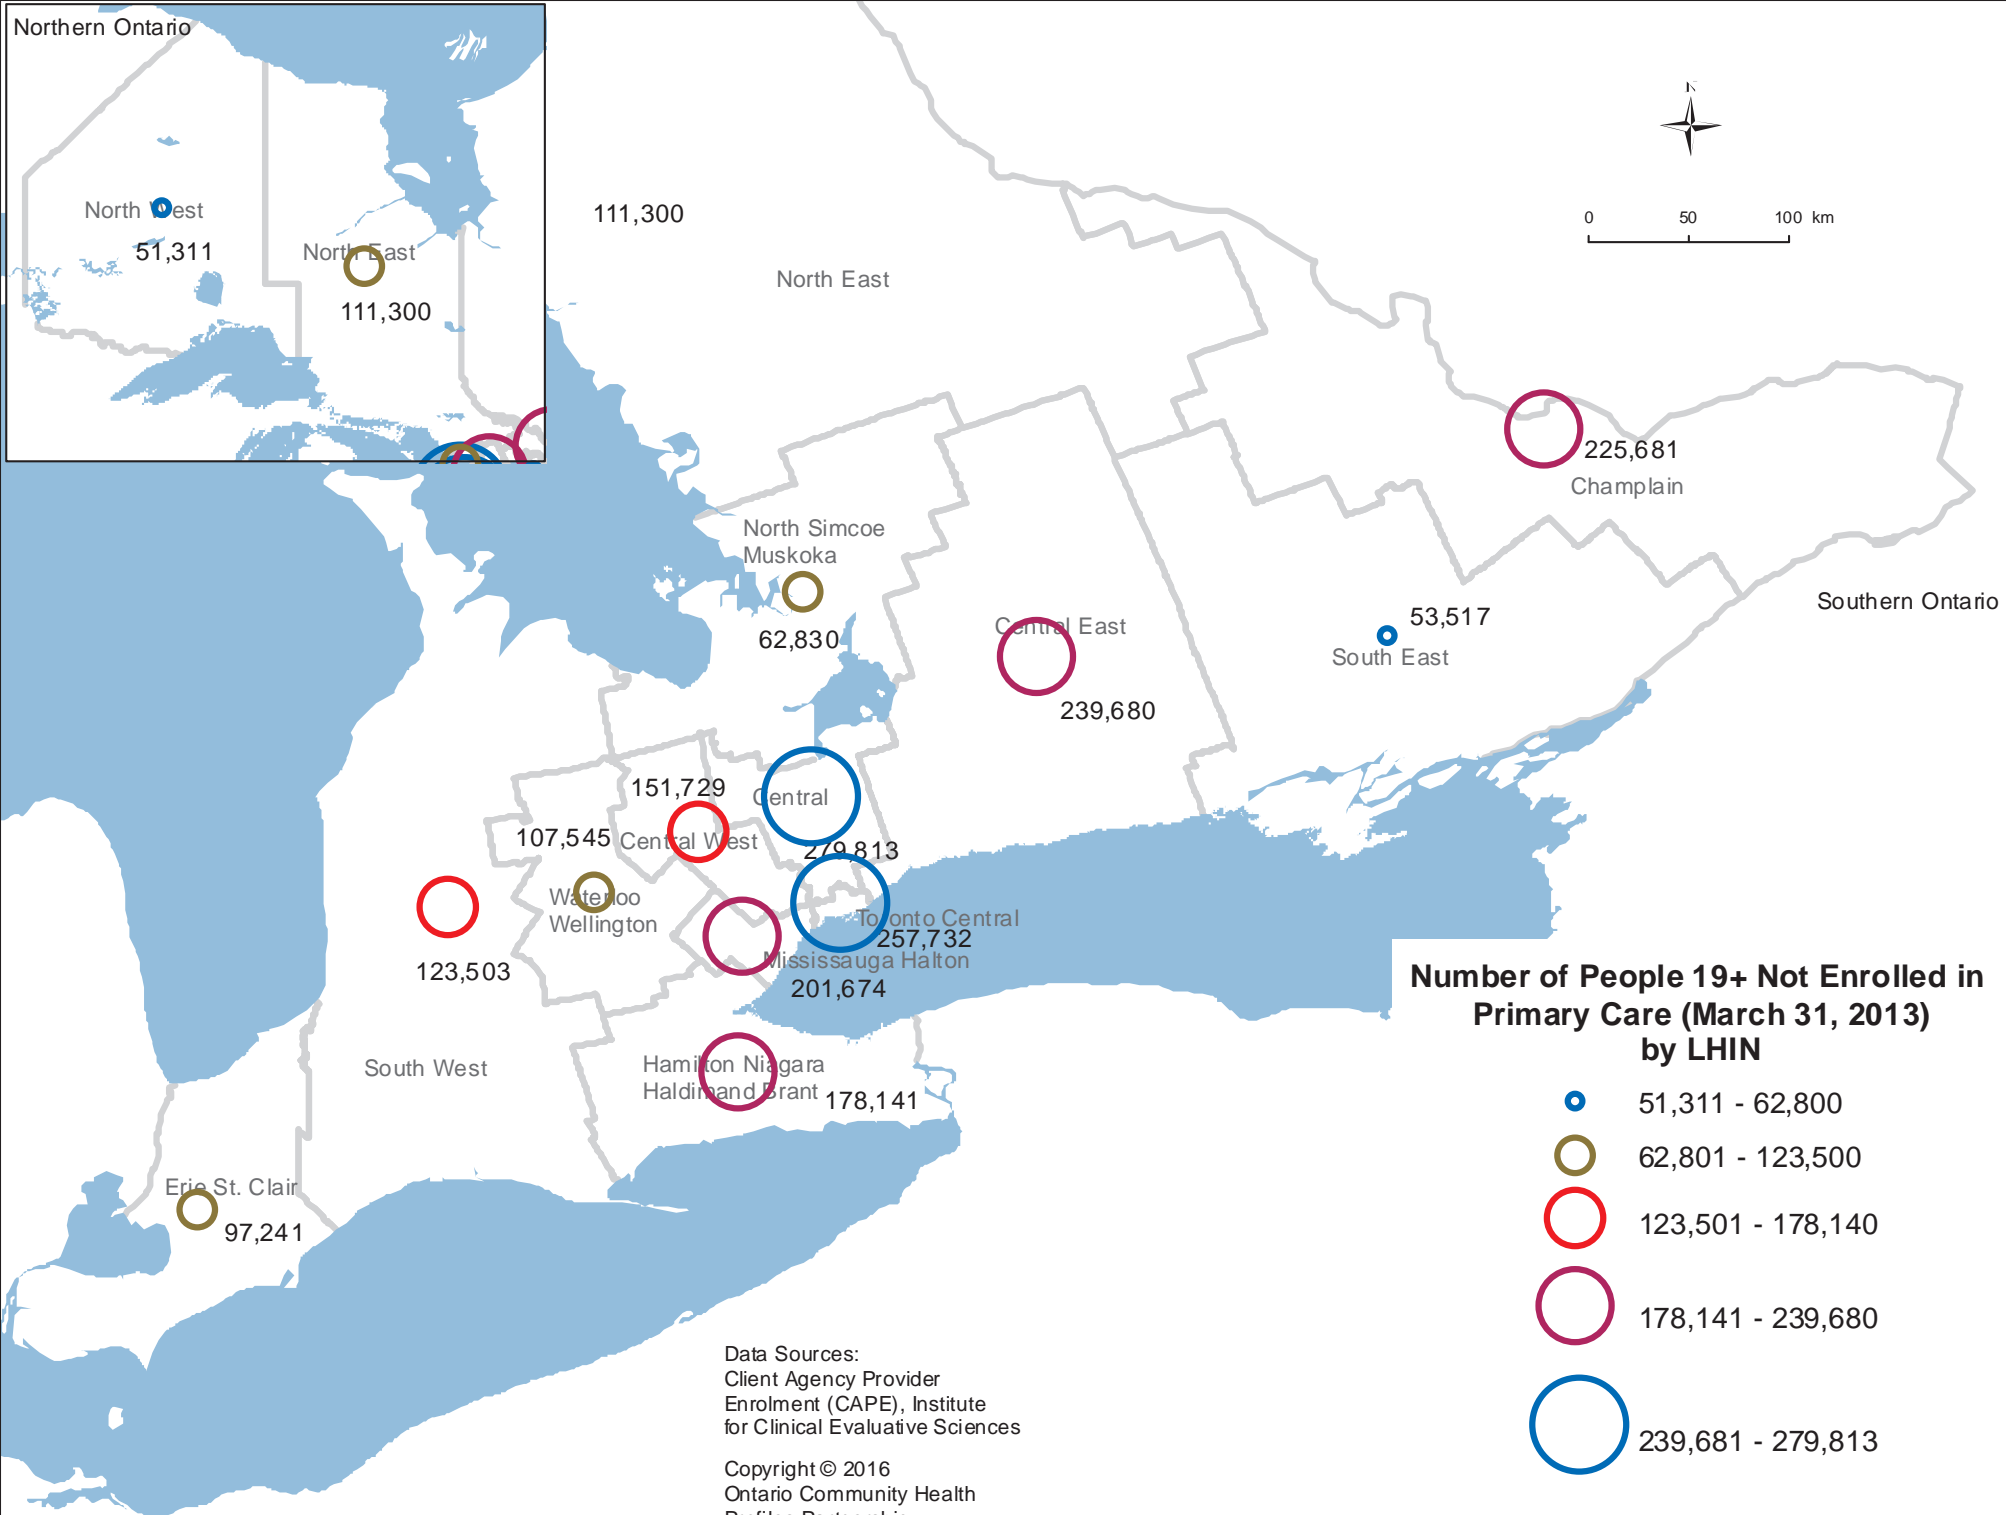 Northern Ontario
North West
51,311
North East
111,300
111,300
North East
N
0 50 100 km
225,681
Champlain
North Simcoe
Muskoka
62,830
Central East
239,680
53,517
South East
Southern Ontario
151,729
Central
107,545
Central West
279,813
Waterloo
Wellington
Toronto Central
257,732
Mississauga Halton
201,674
123,503
South West
Hamilton Niagara
Haldimand Brant
178,141
Erie St. Clair
97,241
Number of People 19+ Not Enrolled in
Primary Care (March 31, 2013)
by LHIN
51,311 - 62,800
62,801 - 123,500
123,501 - 178,140
178,141 - 239,680
239,681 - 279,813
Data Sources:
Client Agency Provider
Enrolment (CAPE), Institute
for Clinical Evaluative Sciences
Copyright © 2016
Ontario Community Health